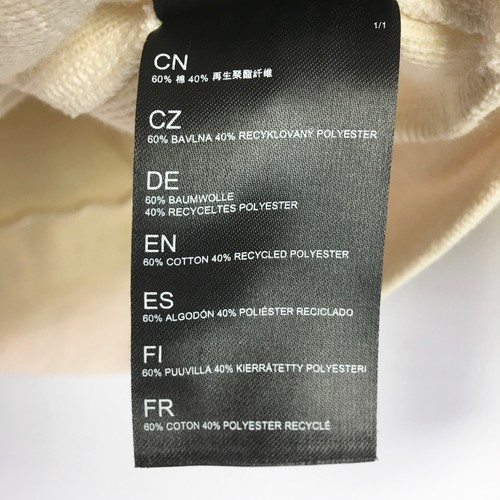 1/1
CN
60% 棉 40% 再生聚酯纤维
CZ
60% BAVLNA 40% RECYKLOVANÝ POLYESTER
DE
60% BAUMWOLLE
40% RECYCELTES POLYESTER
EN
60% COTTON 40% RECYCLED POLYESTER
ES
60% ALGODÓN 40% POLIÉSTER RECICLADO
FI
60% PUUVILLA 40% KIERRÄTETTY POLYESTERI
FR
60% COTON 40% POLYESTER RECYCLÉ